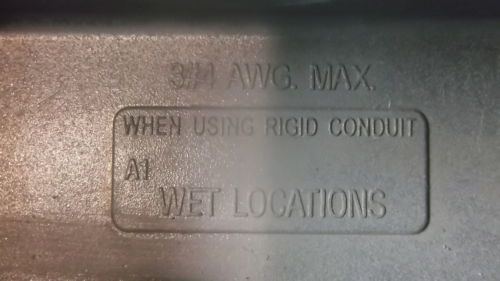 3#4 AWG. MAX.
WHEN USING RIGID CONDUIT
A1
WET LOCATIONS